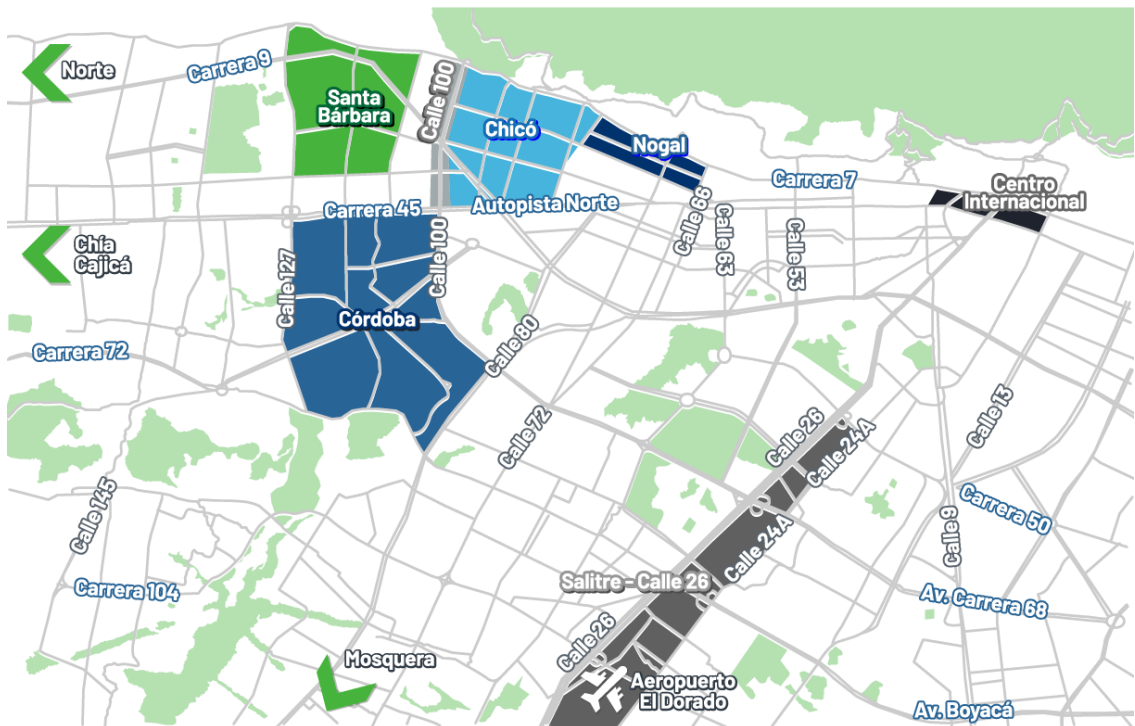 Norte
Carrera 9
Santa
Bárbara
Calle 100
Chicó
Nogal
Carrera 7
Centro
Internacional
Carrera 45
Autopista Norte
Calle 66
Calle 63
Calle 53
Chía
Cajicá
Calle 127
Calle 100
Córdoba
Carrera 72
Calle 80
Calle 72
Calle 26
Calle 24A
Calle 13
Calle 145
Carrera 50
Calle 9
Calle 24A
Salitre - Calle 26
Carrera 104
Av. Carrera 68
Calle 26
Mosquera
Aeropuerto
El Dorado
Av. Boyacá